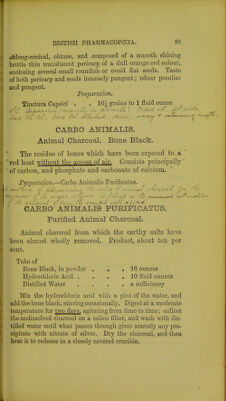 BRITISH PHARMACOPŒIA. 95
oblong-conical, obtuse, and composed of a smooth shining
brittle thin translucent pericarp of a dull orange-red colour,
enclosing several small roundish or ovoid flat seeds. Taste
of both pericarp and seeds intensely pungent; odour peculiar
and pungent.
Preparation.
Tinctura Capsici . . 16½ grains to 1 fluid ounce
CARBO ANIMALIS.
Animal Charcoal. Bone Black.
The residue of bones which have been exposed to a
red heat without the access of air. Consists principally
of carbon, and phosphate and carbonate of calcium.
Preparation.—Carbo Animalis Purificatus.
CARBO ANIMALIS PURIFICATUS.
Purified Animal Charcoal.
Animal charcoal from which the earthy salts have
been almost wholly removed. Product, about ten per
cent.
Take of
Bone Black, in powder . . . 16 ounces
Hydrochloric Acid . . . . 10 fluid ounces
Distilled Water . . . a sufficiency
Mix the hydrochloric acid with a pint of the water, and
add the bone black, stirring occasionally. Digest at a moderate
temperature for two days, agitating from time to time; collect
the undissolved charcoal on a calico filter, and wash with dis-
tilled water until what passes through gives scarcely any pre-
cipitate with nitrate of silver. Dry the charcoal, and then
heat it to redness in a closely covered crucible.